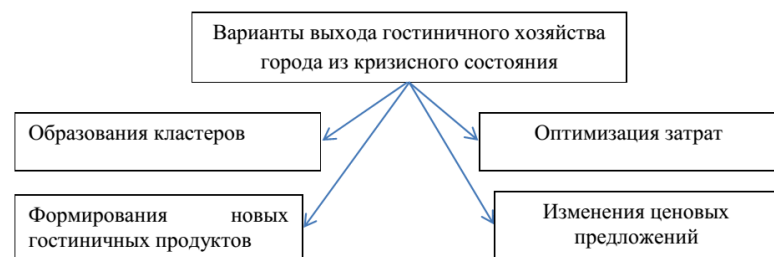 Варианты выхода гостиничного хозяйства
города из кризисного состояния
Образования кластеров
Оптимизация затрат
Формирования новых
гостиничных продуктов
Изменения ценовых
предложений